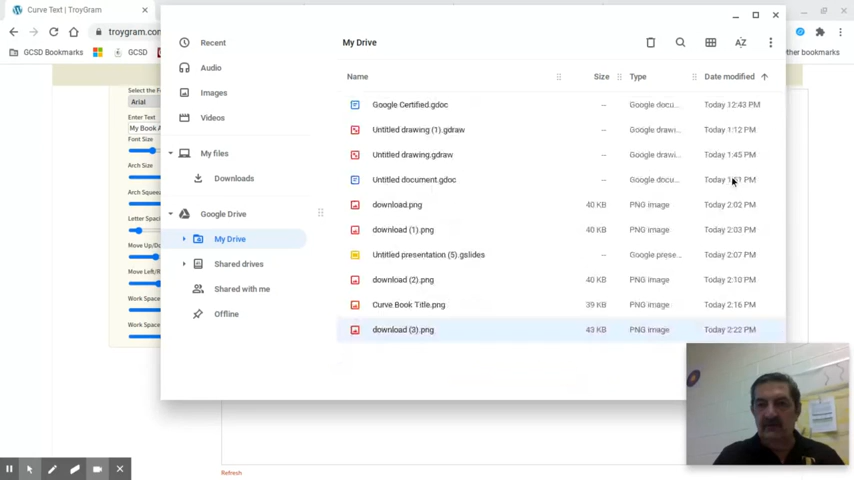 Curve Text | TroyGram
troygram.com
GCSD Bookmarks
GCSD
other bookmarks
Select the Fo
Arial
Enter Text
My Book A
Font Size
Arch Size
Arch Squee
Letter Spac
Move Up/Do
Move Left/R
Work Space
Work Space
Recent
Audio
Images
Videos
My files
Downloads
Google Drive
My Drive
Shared drives
Shared with me
Offline
My Drive
AZ
Name Size Type Date modified
Google Certified.gdoc -- Google docu... Today 12:43 PM
Untitled drawing (1).gdraw -- Google drawi... Today 1:12 PM
Untitled drawing.gdraw -- Google drawi... Today 1:45 PM
Untitled document.gdoc -- Google docu... Today PM
download.png 40 KB PNG image Today 2:02 PM
download (1).png 40 KB PNG image Today 2:03 PM
Untitled presentation (5).gslides -- Google prese... Today 2:07 PM
download (2).png 40 KB PNG image Today 2:10 PM
Curve Book Title.png 39 KB PNG image Today 2:16 PM
download (3).png 43 KB PNG image Today 2:22 PM
Refresh